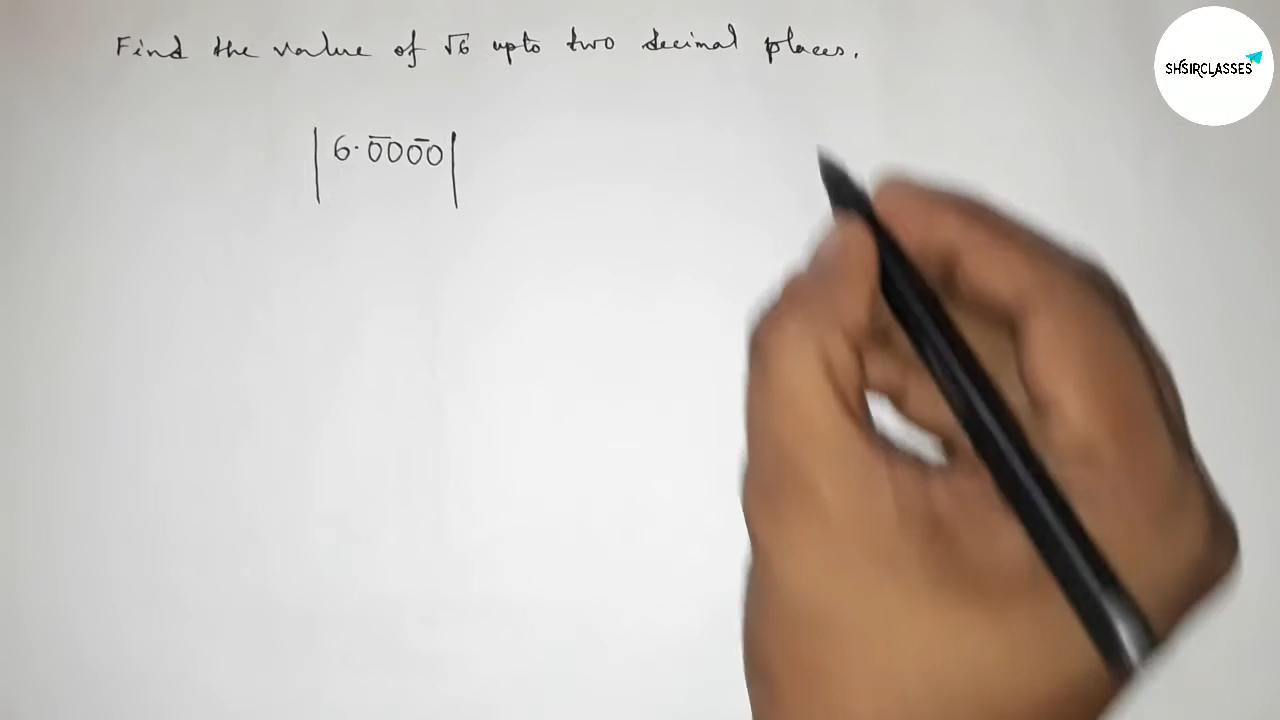 Find the value of √6 upto two decimal places.
SHSIRCLASSES
6.0000